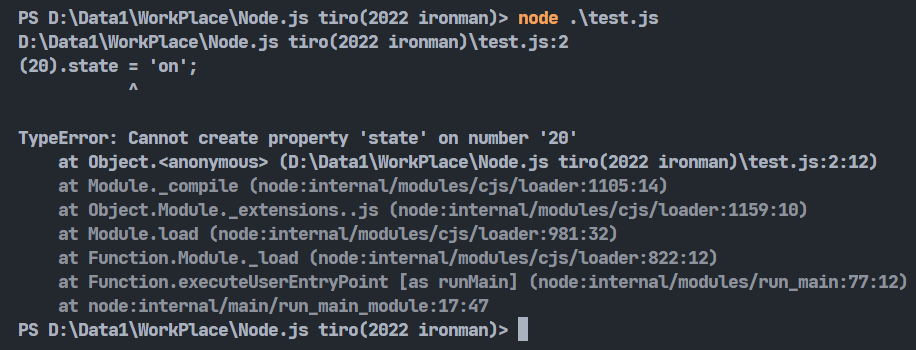 PS D:\Data1\WorkPlace\Node.js tiro(2022 ironman)> node .\test.js
D:\Data1\WorkPlace\Node.js tiro(2022 ironman)\test.js:2
(20).state = 'on';
           ^

TypeError: Cannot create property 'state' on number '20'
    at Object.<anonymous> (D:\Data1\WorkPlace\Node.js tiro(2022 ironman)\test.js:2:12)
    at Module._compile (node:internal/modules/cjs/loader:1105:14)
    at Object.Module._extensions..js (node:internal/modules/cjs/loader:1159:10)
    at Module.load (node:internal/modules/cjs/loader:981:32)
    at Function.Module._load (node:internal/modules/cjs/loader:822:12)
    at Function.executeUserEntryPoint [as runMain] (node:internal/modules/run_main:77:12)
    at node:internal/main/run_main_module:17:47
PS D:\Data1\WorkPlace\Node.js tiro(2022 ironman)>